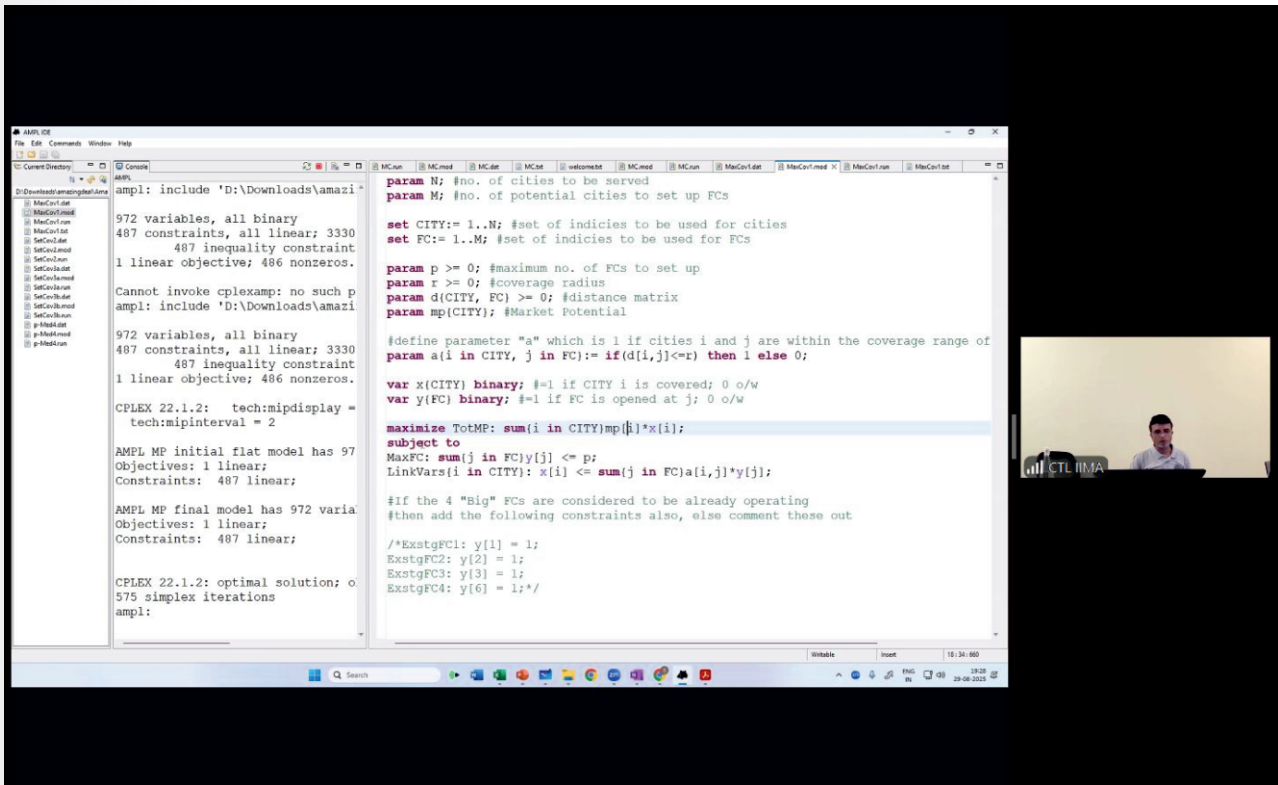 AMPL IDE
File Edit Commands Window Help
Current Directory
D:\Downloads\amazingdeal\Ama
MaxCov1.dat
MaxCov1.mod
MaxCov1.run
MaxCov1.txt
SetCov2.dat
SetCov2.mod
SetCov2.run
SetCov3a.dat
SetCov3a.mod
SetCov3a.run
SetCov3b.dat
SetCov3b.mod
SetCov3b.run
p-Med4.dat
p-Med4.mod
p-Med4.run
Console
AMPL
ampl: include 'D:\Downloads\amazi
972 variables, all binary
487 constraints, all linear; 3330
487 inequality constraint
1 linear objective; 486 nonzeros.
Cannot invoke cplexamp: no such p
ampl: include 'D:\Downloads\amazi
972 variables, all binary
487 constraints, all linear; 3330
487 inequality constraint
1 linear objective; 486 nonzeros.
CPLEX 22.1.2: tech:mipdisplay =
tech:mipinterval = 2
AMPL MP initial flat model has 97
Objectives: 1 linear;
Constraints: 487 linear;
AMPL MP final model has 972 varia
Objectives: 1 linear;
Constraints: 487 linear;
CPLEX 22.1.2: optimal solution; o
575 simplex iterations
ampl:
MC.run MC.mod MC.dat MC.txt welcome.txt MC.mod MC.run MaxCov1.dat MaxCov1.mod MaxCov1.run MaxCov1.txt
param N; #no. of cities to be served
param M; #no. of potential cities to set up FCs
set CITY:= 1..N; #set of indicies to be used for cities
set FC:= 1..M; #set of indicies to be used for FCs
param p >= 0; #maximum no. of FCs to set up
param r >= 0; #coverage radius
param d{CITY, FC} >= 0; #distance matrix
param mp{CITY}; #Market Potential
#define parameter "a" which is 1 if cities i and j are within the coverage range of
param a{i in CITY, j in FC}:= if(d[i,j]<=r) then 1 else 0;
var x{CITY} binary; #=1 if CITY i is covered; 0 o/w
var y{FC} binary; #=1 if FC is opened at j; 0 o/w
maximize TotMP: sum{i in CITY}mp[i]*x[i];
subject to
MaxFC: sum{j in FC}y[j] <= p;
LinkVars{i in CITY}: x[i] <= sum{j in FC}a[i,j]*y[j];
#If the 4 "Big" FCs are considered to be already operating
#then add the following constraints also, else comment these out
/*ExstgFC1: y[1] = 1;
ExstgFC2: y[2] = 1;
ExstgFC3: y[3] = 1;
ExstgFC4: y[6] = 1;*/
Writable Insert 18:34:660
Search
ENG
IN
19:28
29-08-2025
CTL IIMA